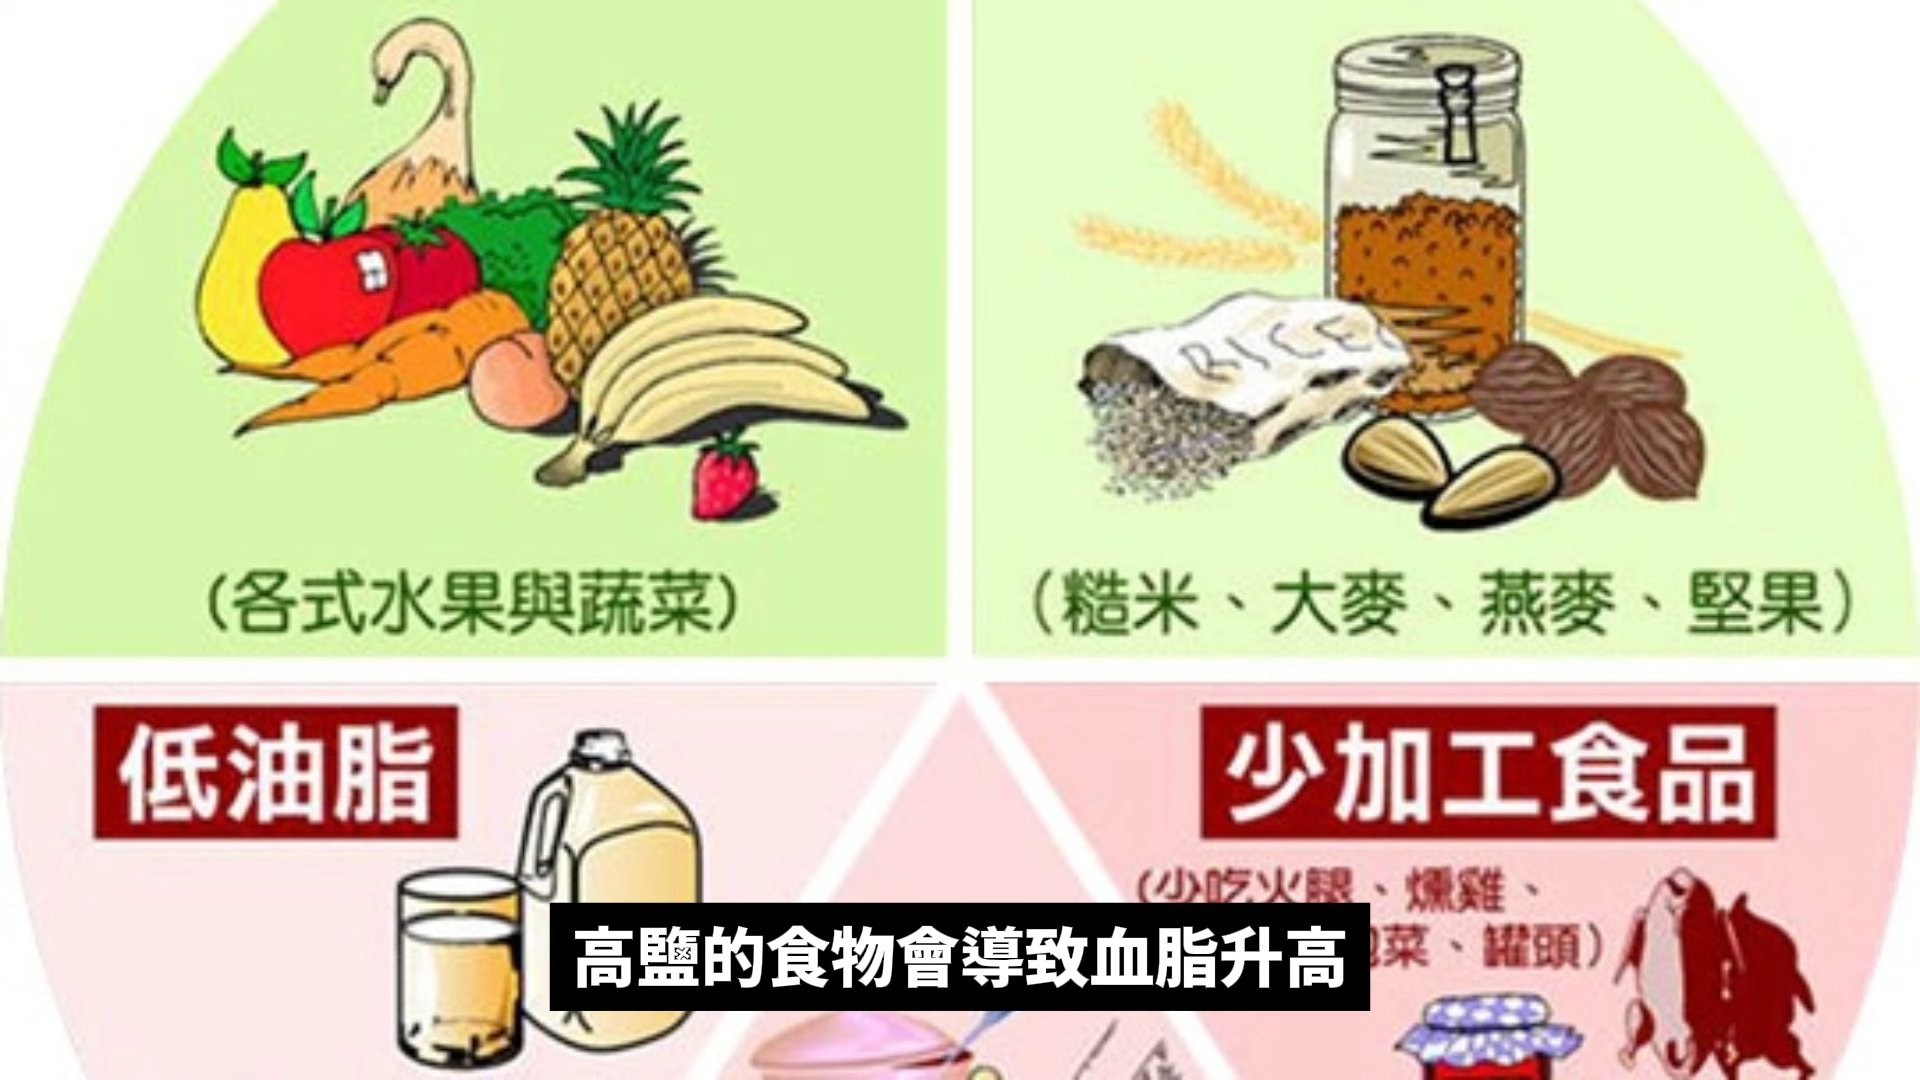 RICE
(各式水果與蔬菜)
(糙米、大麥、燕麥、堅果)
低油脂
少加工食品
(少吃火腿、燻雞、
泡菜、罐頭)
高鹽的食物會導致血脂升高